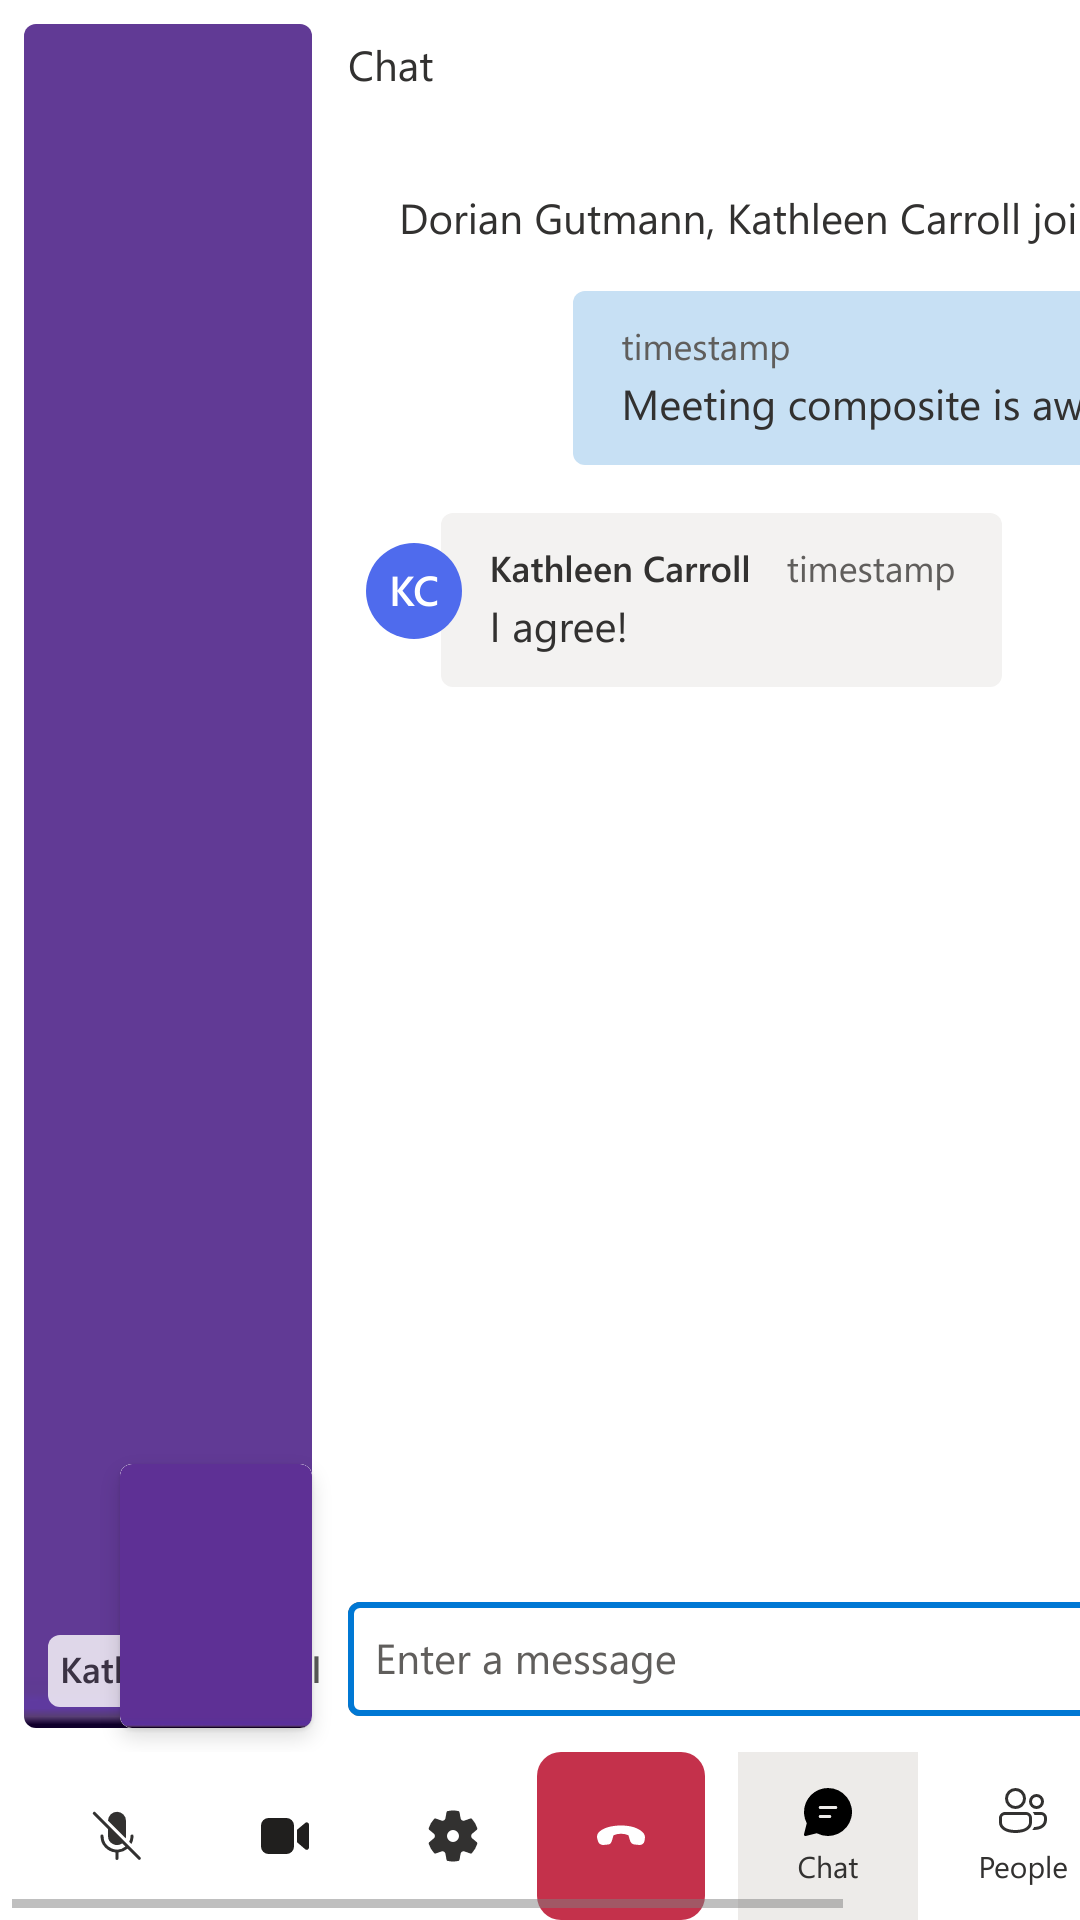 Chat
Dorian Gutmann, Kathleen Carroll joi
timestamp
Meeting composite is aw
KC
Kathleen Carroll timestamp
I agree!
Enter a message
Chat
People